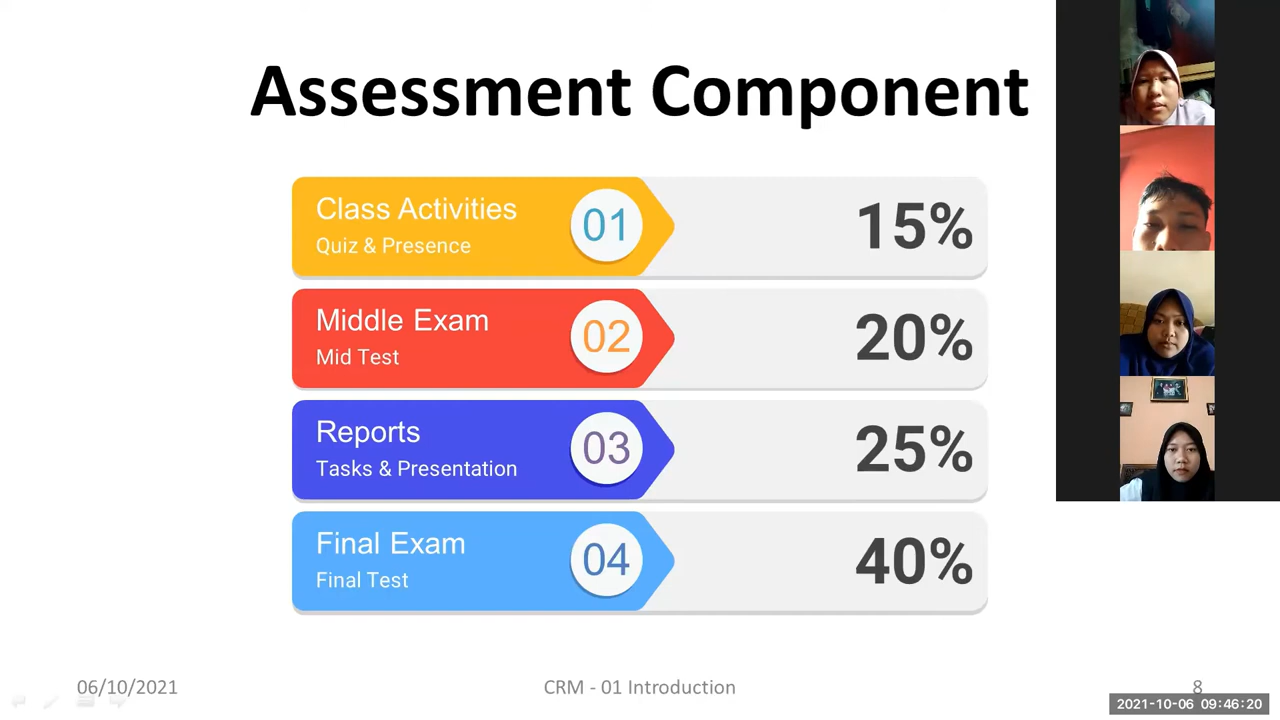 Assessment Component
Class Activities
Quiz & Presence
01
15%
Middle Exam
Mid Test
02
20%
Reports
Tasks & Presentation
03
25%
Final Exam
Final Test
04
40%
06/10/2021
CRM - 01 Introduction
8
2021-10-06 09:46:20